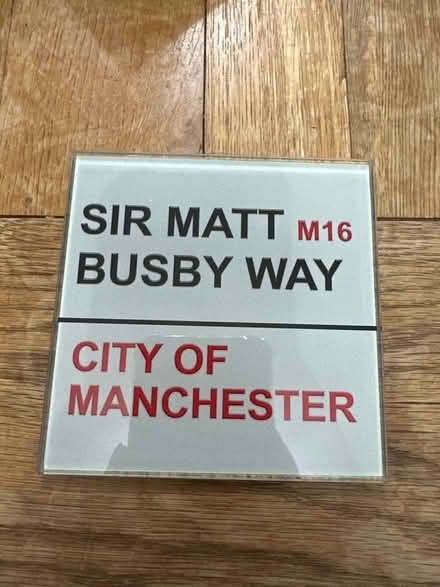 SIR MATT M16
BUSBY WAY
CITY OF
MANCHESTER